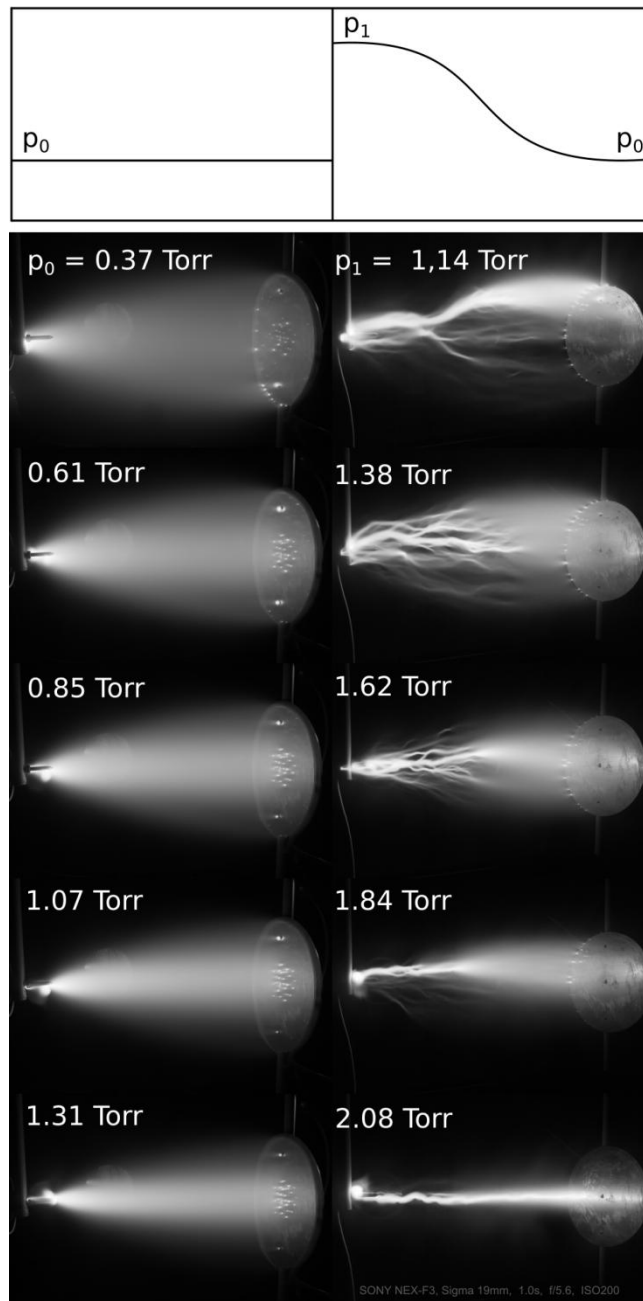 p₁
p₀
p₀
p₀ = 0.37 Torr
p₁ = 1,14 Torr
0.61 Torr
1.38 Torr
0.85 Torr
1.62 Torr
1.07 Torr
1.84 Torr
1.31 Torr
2.08 Torr
SONY NEX-F3, Sigma 19mm, 1.0s, f/5.6, ISO200